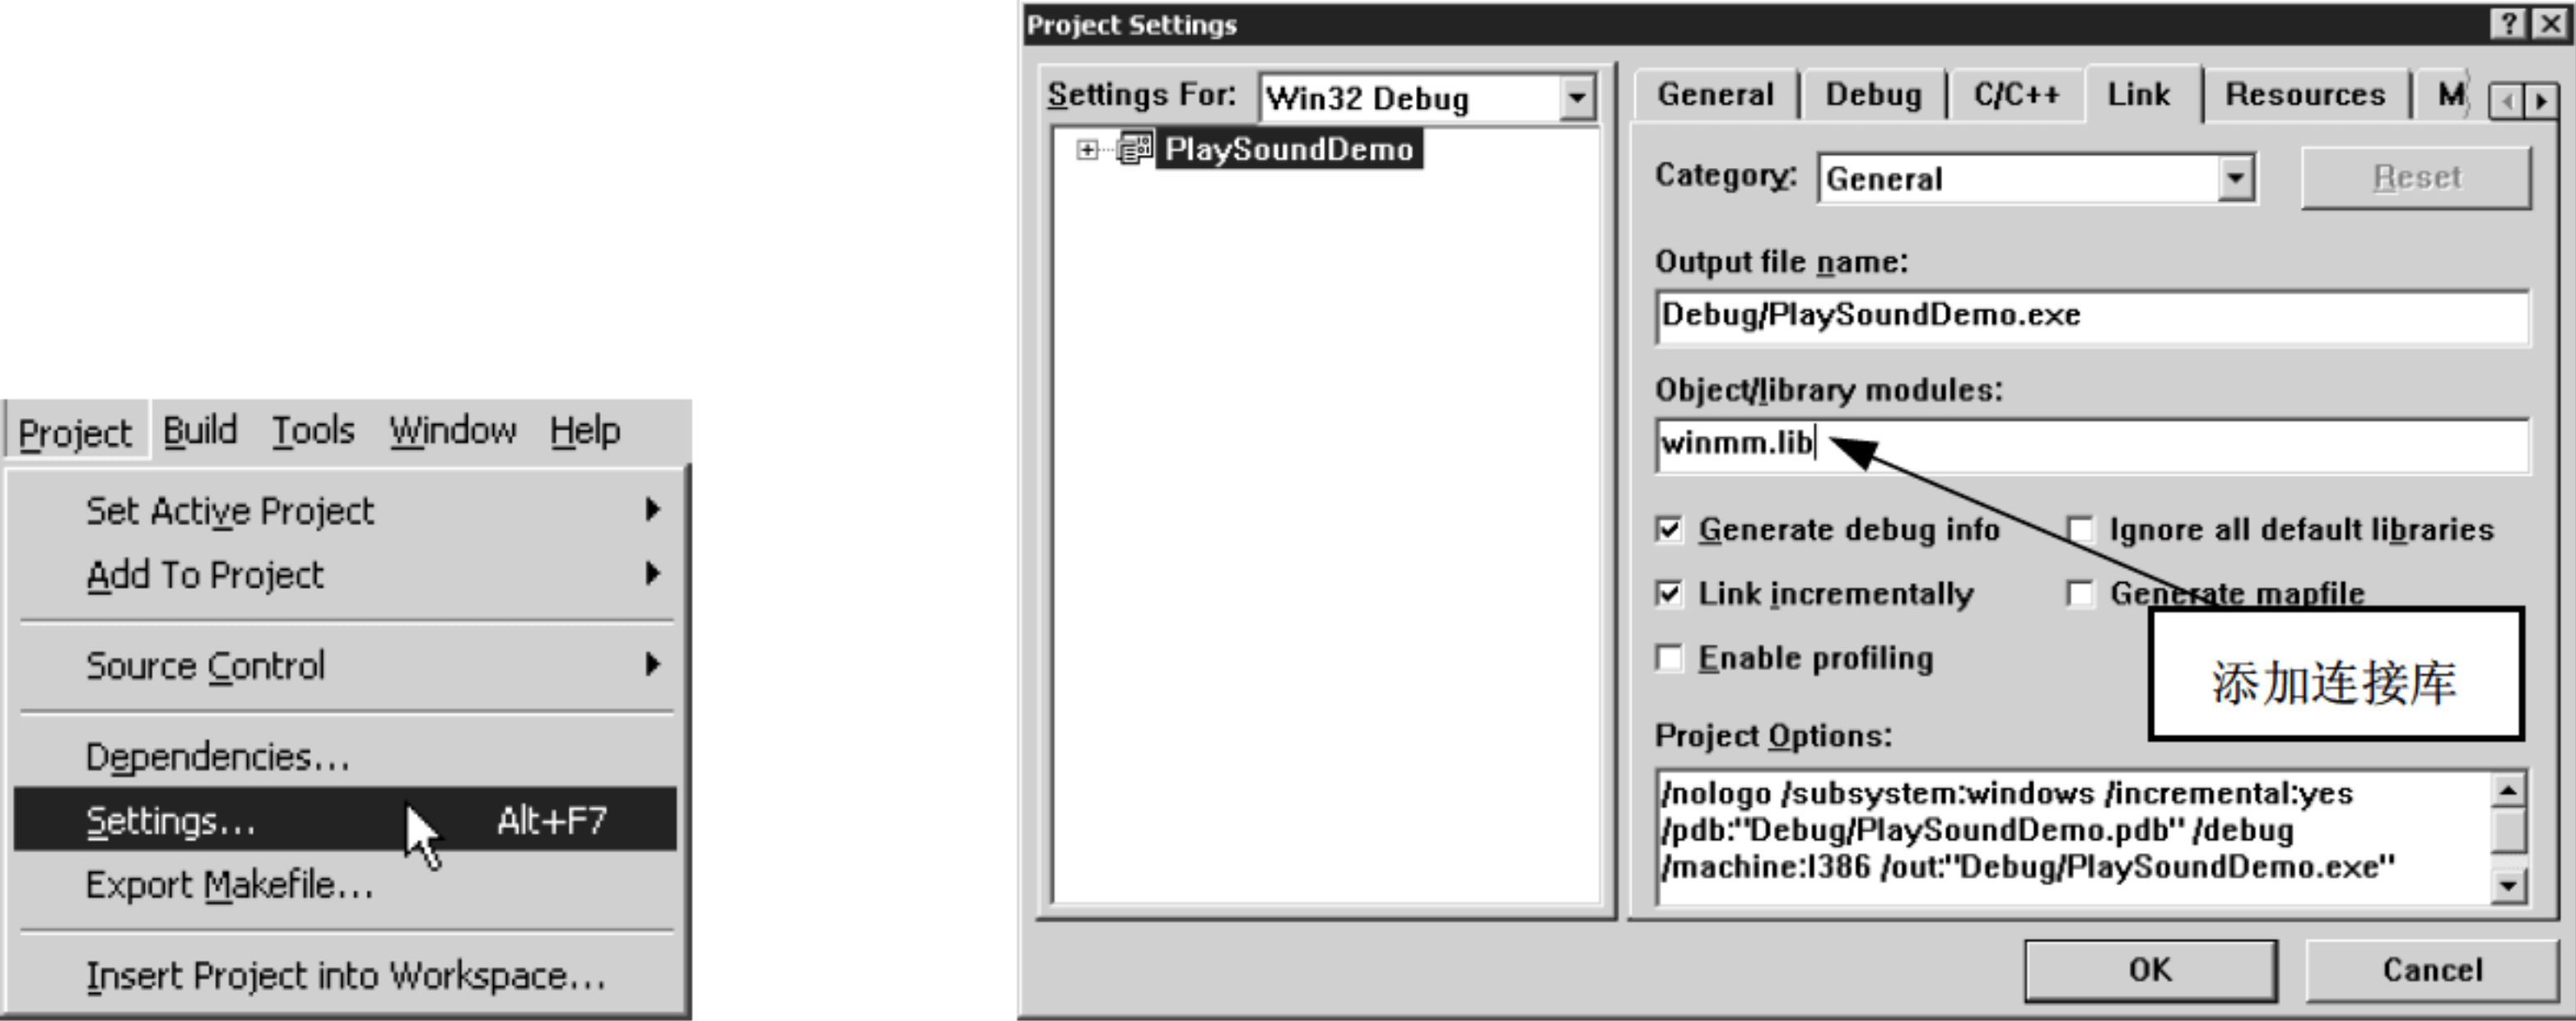 Project Build Tools Window Help
Set Active Project
Add To Project
Source Control
Dependencies...
Settings... Alt+F7
Export Makefile...
Insert Project into Workspace...
Project Settings
Settings For: Win32 Debug
PlaySoundDemo
General Debug C/C++ Link Resources M
Category: General Reset
Output file name:
Debug/PlaySoundDemo.exe
Object/library modules:
winmm.lib
Generate debug info Ignore all default libraries
Link incrementally Generate mapfile
Enable profiling
添加连接库
Project Options:
/nologo /subsystem:windows /incremental:yes
/pdb:"Debug/PlaySoundDemo.pdb" /debug
/machine:I386 /out:"Debug/PlaySoundDemo.exe"
OK Cancel